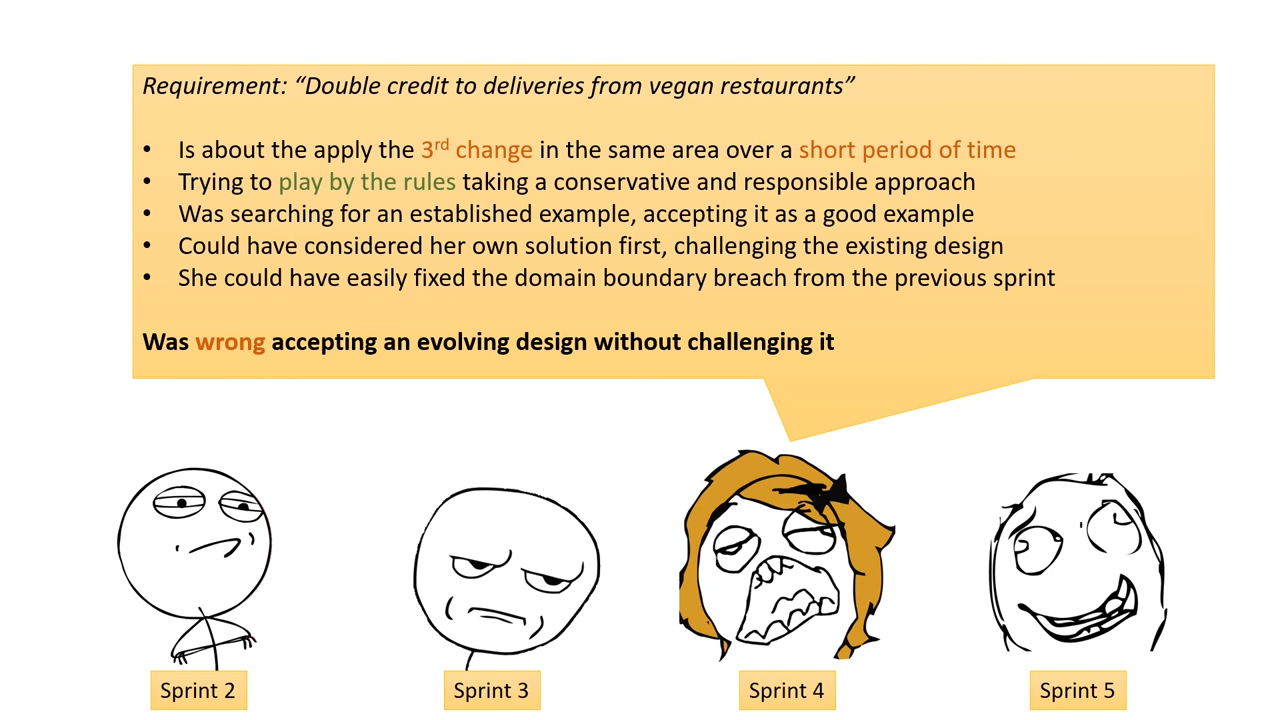 Requirement: “Double credit to deliveries from vegan restaurants”
• Is about the apply the 3rd change in the same area over a short period of time
• Trying to play by the rules taking a conservative and responsible approach
• Was searching for an established example, accepting it as a good example
• Could have considered her own solution first, challenging the existing design
• She could have easily fixed the domain boundary breach from the previous sprint
Was wrong accepting an evolving design without challenging it
Sprint 2
Sprint 3
Sprint 4
Sprint 5